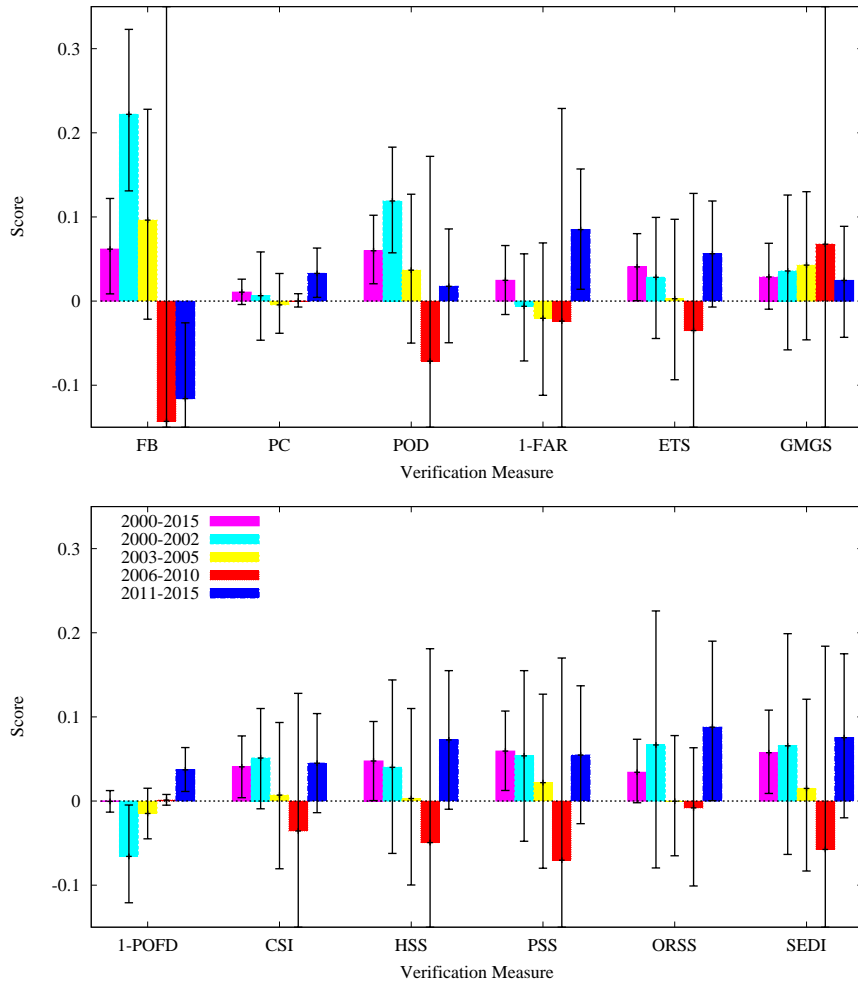 0.3
0.2
0.1
0
-0.1
Score
FB PC POD 1-FAR ETS GMGS
Verification Measure
2000-2015
2000-2002
2003-2005
2006-2010
2011-2015
0.3
0.2
0.1
0
-0.1
Score
1-POFD CSI HSS PSS ORSS SEDI
Verification Measure